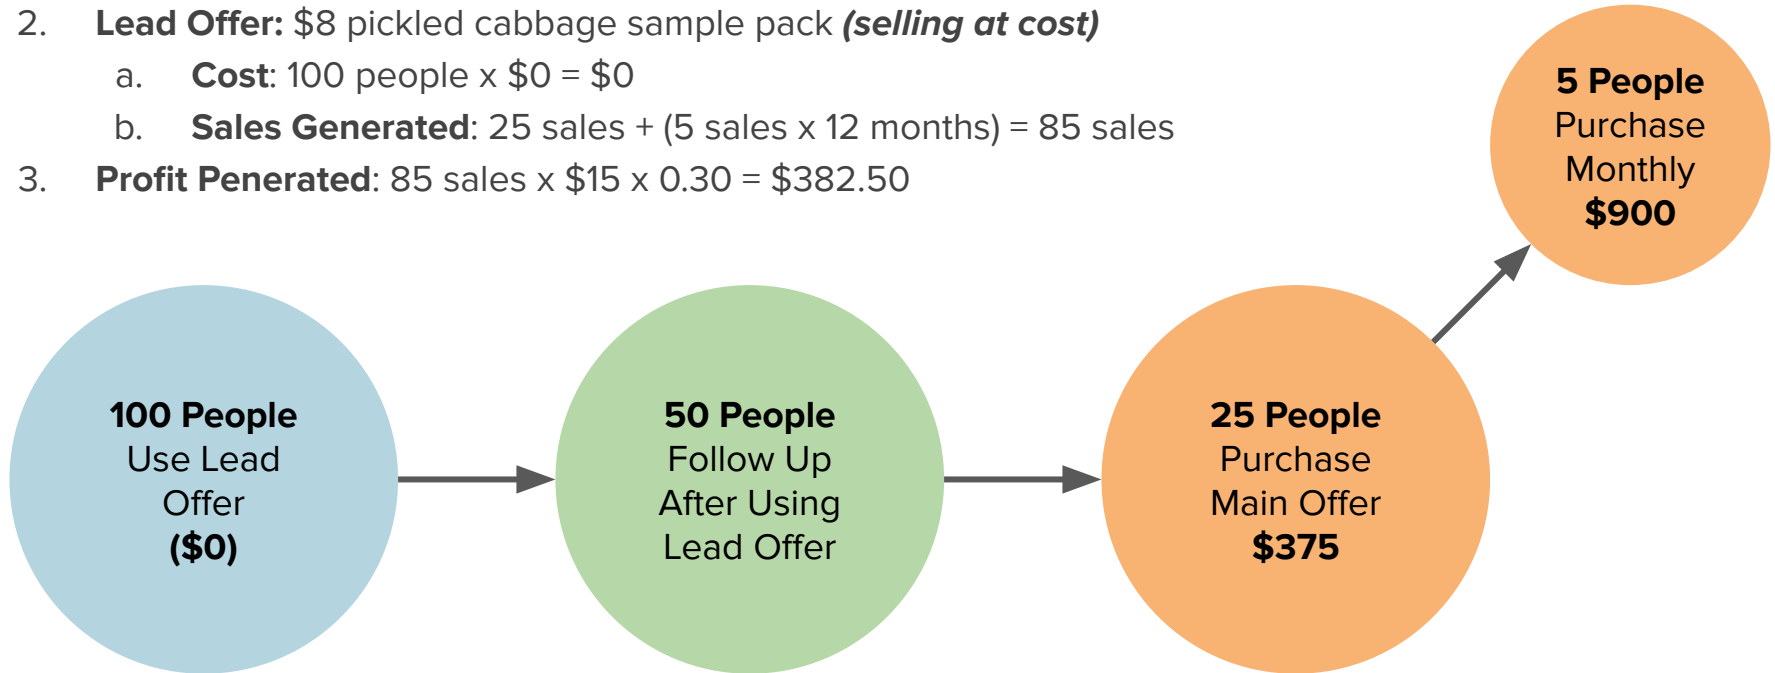 2. Lead Offer: $8 pickled cabbage sample pack (selling at cost)
a. Cost: 100 people x $0 = $0
b. Sales Generated: 25 sales + (5 sales x 12 months) = 85 sales
3. Profit Penerated: 85 sales x $15 x 0.30 = $382.50
5 People
Purchase
Monthly
$900
100 People
Use Lead
Offer
($0)
50 People
Follow Up
After Using
Lead Offer
25 People
Purchase
Main Offer
$375